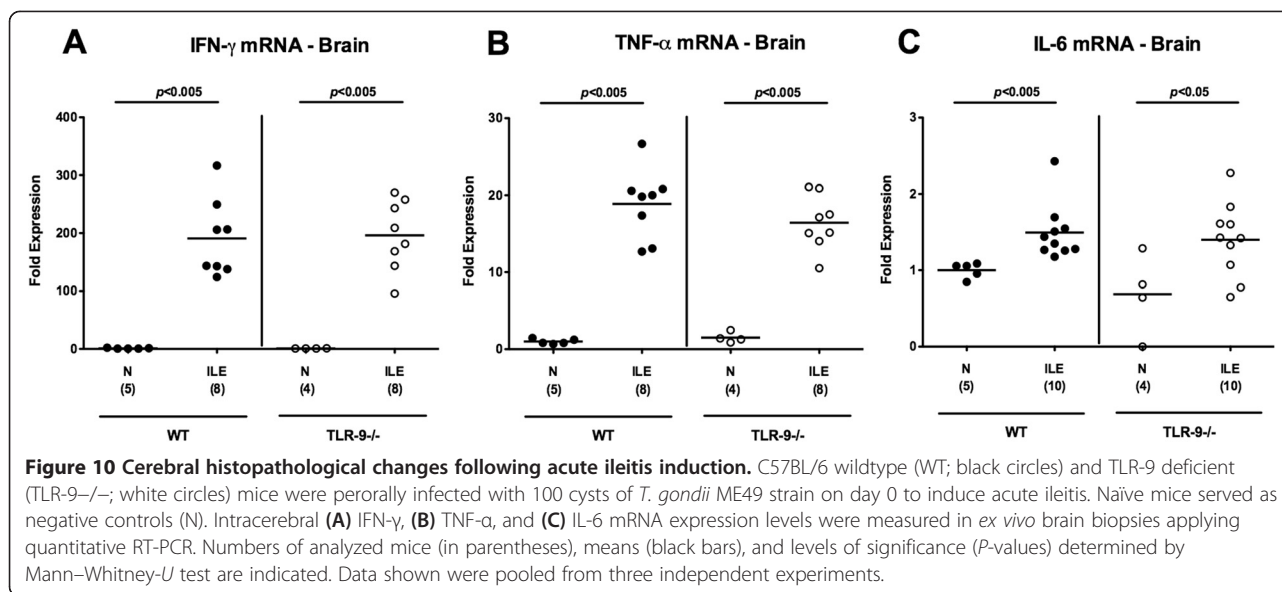 A
IFN-γ mRNA - Brain
p<0.005
p<0.005
Fold Expression
400
300
200
100
0
N
(5)
ILE
(8)
N
(4)
ILE
(8)
WT
TLR-9-/-
B
TNF-α mRNA - Brain
p<0.005
p<0.005
Fold Expression
30
20
10
0
N
(5)
ILE
(8)
N
(4)
ILE
(8)
WT
TLR-9-/-
C
IL-6 mRNA - Brain
p<0.005
p<0.05
Fold Expression
3
2
1
0
N
(5)
ILE
(10)
N
(4)
ILE
(10)
WT
TLR-9-/-
Figure 10 Cerebral histopathological changes following acute ileitis induction. C57BL/6 wildtype (WT; black circles) and TLR-9 deficient
(TLR-9−/−; white circles) mice were perorally infected with 100 cysts of T. gondii ME49 strain on day 0 to induce acute ileitis. Naïve mice served as
negative controls (N). Intracerebral (A) IFN-γ, (B) TNF-α, and (C) IL-6 mRNA expression levels were measured in ex vivo brain biopsies applying
quantitative RT-PCR. Numbers of analyzed mice (in parentheses), means (black bars), and levels of significance (P-values) determined by
Mann–Whitney-U test are indicated. Data shown were pooled from three independent experiments.